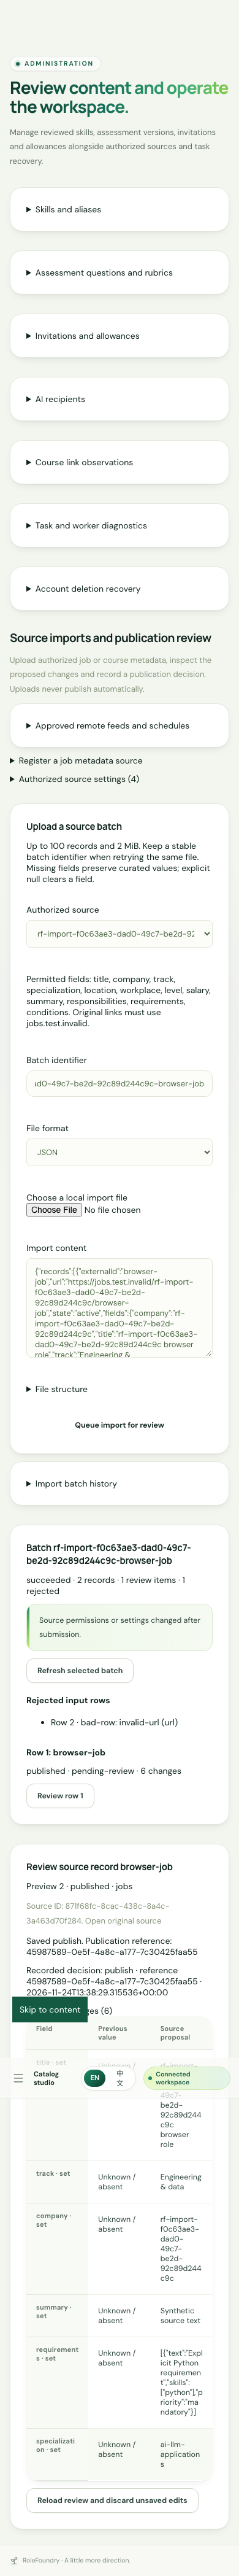 ADMINISTRATION
Review content and operate
the workspace.
Manage reviewed skills, assessment versions, invitations
and allowances alongside authorized sources and task
recovery.
Skills and aliases
Assessment questions and rubrics
Invitations and allowances
AI recipients
Course link observations
Task and worker diagnostics
Account deletion recovery
Source imports and publication review
Upload authorized job or course metadata, inspect the
proposed changes and record a publication decision.
Uploads never publish automatically.
Approved remote feeds and schedules
Register a job metadata source
Authorized source settings (4)
Upload a source batch
Up to 100 records and 2 MiB. Keep a stable
batch identifier when retrying the same file.
Missing fields preserve curated values; explicit
null clears a field.
Authorized source
rf-import-f0c63ae3-dad0-49c7-be2d-92
Permitted fields: title, company, track,
specialization, location, workplace, level, salary,
summary, responsibilities, requirements,
conditions. Original links must use
jobs.test.invalid.
Batch identifier
ad0-49c7-be2d-92c89d244c9c-browser-job
File format
JSON
Choose a local import file
Choose File No file chosen
Import content
{"records":[{"externalId":"browser-
job","url":"https://jobs.test.invalid/rf-import-
f0c63ae3-dad0-49c7-be2d-
92c89d244c9c/browser-
job","state":"active","fields":{"company":"rf-
import-f0c63ae3-dad0-49c7-be2d-
92c89d244c9c","title":"rf-import-f0c63ae3-
dad0-49c7-be2d-92c89d244c9c browser
role","track":"Engineering &
File structure
Queue import for review
Import batch history
Batch rf-import-f0c63ae3-dad0-49c7-
be2d-92c89d244c9c-browser-job
succeeded · 2 records · 1 review items · 1
rejected
Source permissions or settings changed after
submission.
Refresh selected batch
Rejected input rows
Row 2 · bad-row: invalid-url (url)
Row 1: browser-job
published · pending-review · 6 changes
Review row 1
Review source record browser-job
Preview 2 · published · jobs
Source ID: 871f68fc-8cac-438c-8a4c-
3a463d70f284. Open original source
Saved publish. Publication reference:
45987589-0e5f-4a8c-a177-7c30425faa55
Recorded decision: publish · reference
45987589-0e5f-4a8c-a177-7c30425faa55 ·
2026-11-24T13:38:29.315536+00:00
Skip to content
ges (6)
Field
Previous
value
Source
proposal
title · set
Unknown /
absent
rf-import-
Catalog
studio
EN
中
文
Connected
workspace
49c7-
be2d-
92c89d244
c9c
browser
role
track · set
Unknown /
absent
Engineering
& data
company ·
set
Unknown /
absent
rf-import-
f0c63ae3-
dad0-
49c7-
be2d-
92c89d244
c9c
summary ·
set
Unknown /
absent
Synthetic
source text
requirement
s · set
Unknown /
absent
[{"text":"Expl
icit Python
requiremen
t","skills":
["python"],"p
riority":"ma
ndatory"}]
specializati
on · set
Unknown /
absent
ai-llm-
application
s
Reload review and discard unsaved edits
RoleFoundry · A little more direction.